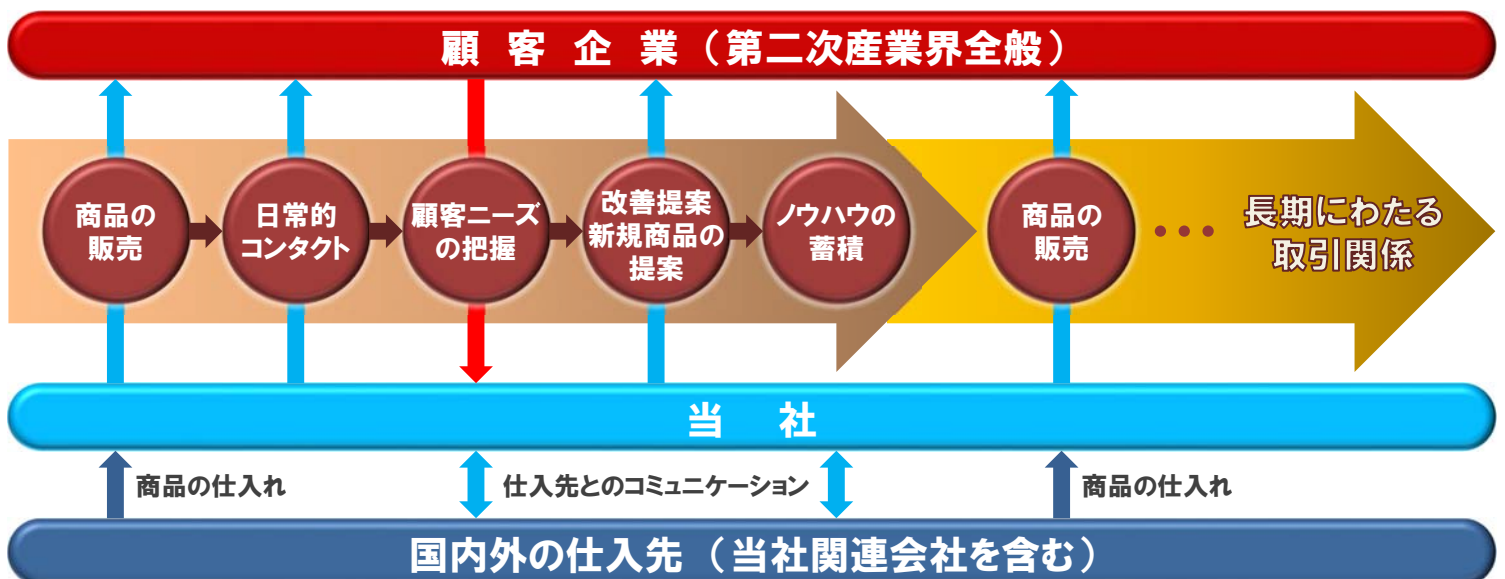 顧客企業（第二次産業界全般）
商品の
販売
日常的
コンタクト
顧客ニーズ
の把握
改善提案
新規商品の
提案
ノウハウの
蓄積
商品の
販売
・・・
長期にわたる
取引関係
当社
商品の仕入れ
仕入先とのコミュニケーション
商品の仕入れ
国内外の仕入先（当社関連会社を含む）